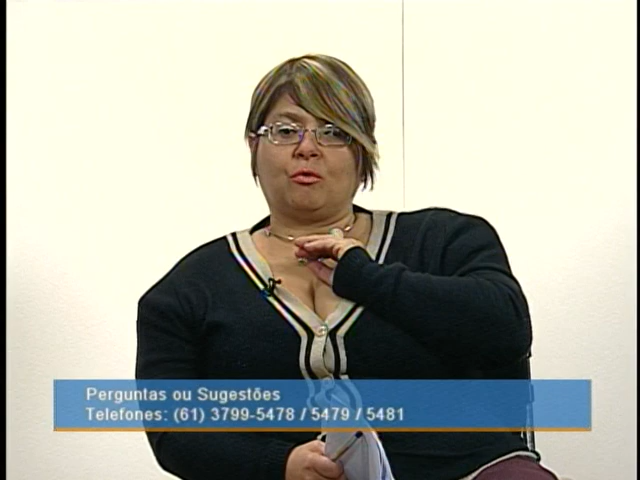 Perguntas ou Sugestões
Telefones: (61) 3799-5478 / 5479 / 5481